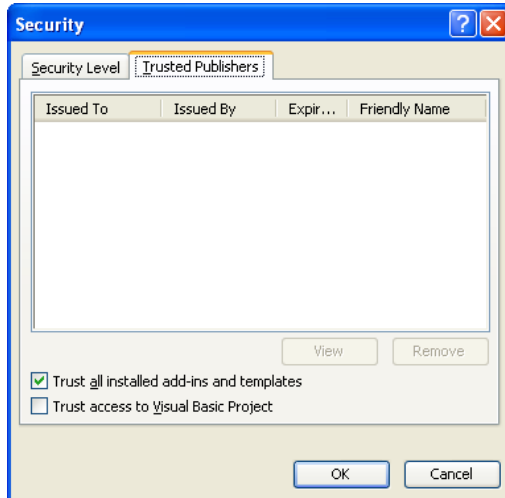 Security
Security Level Trusted Publishers
Issued To Issued By Expir... Friendly Name
View Remove
Trust all installed add-ins and templates
Trust access to Visual Basic Project
OK Cancel